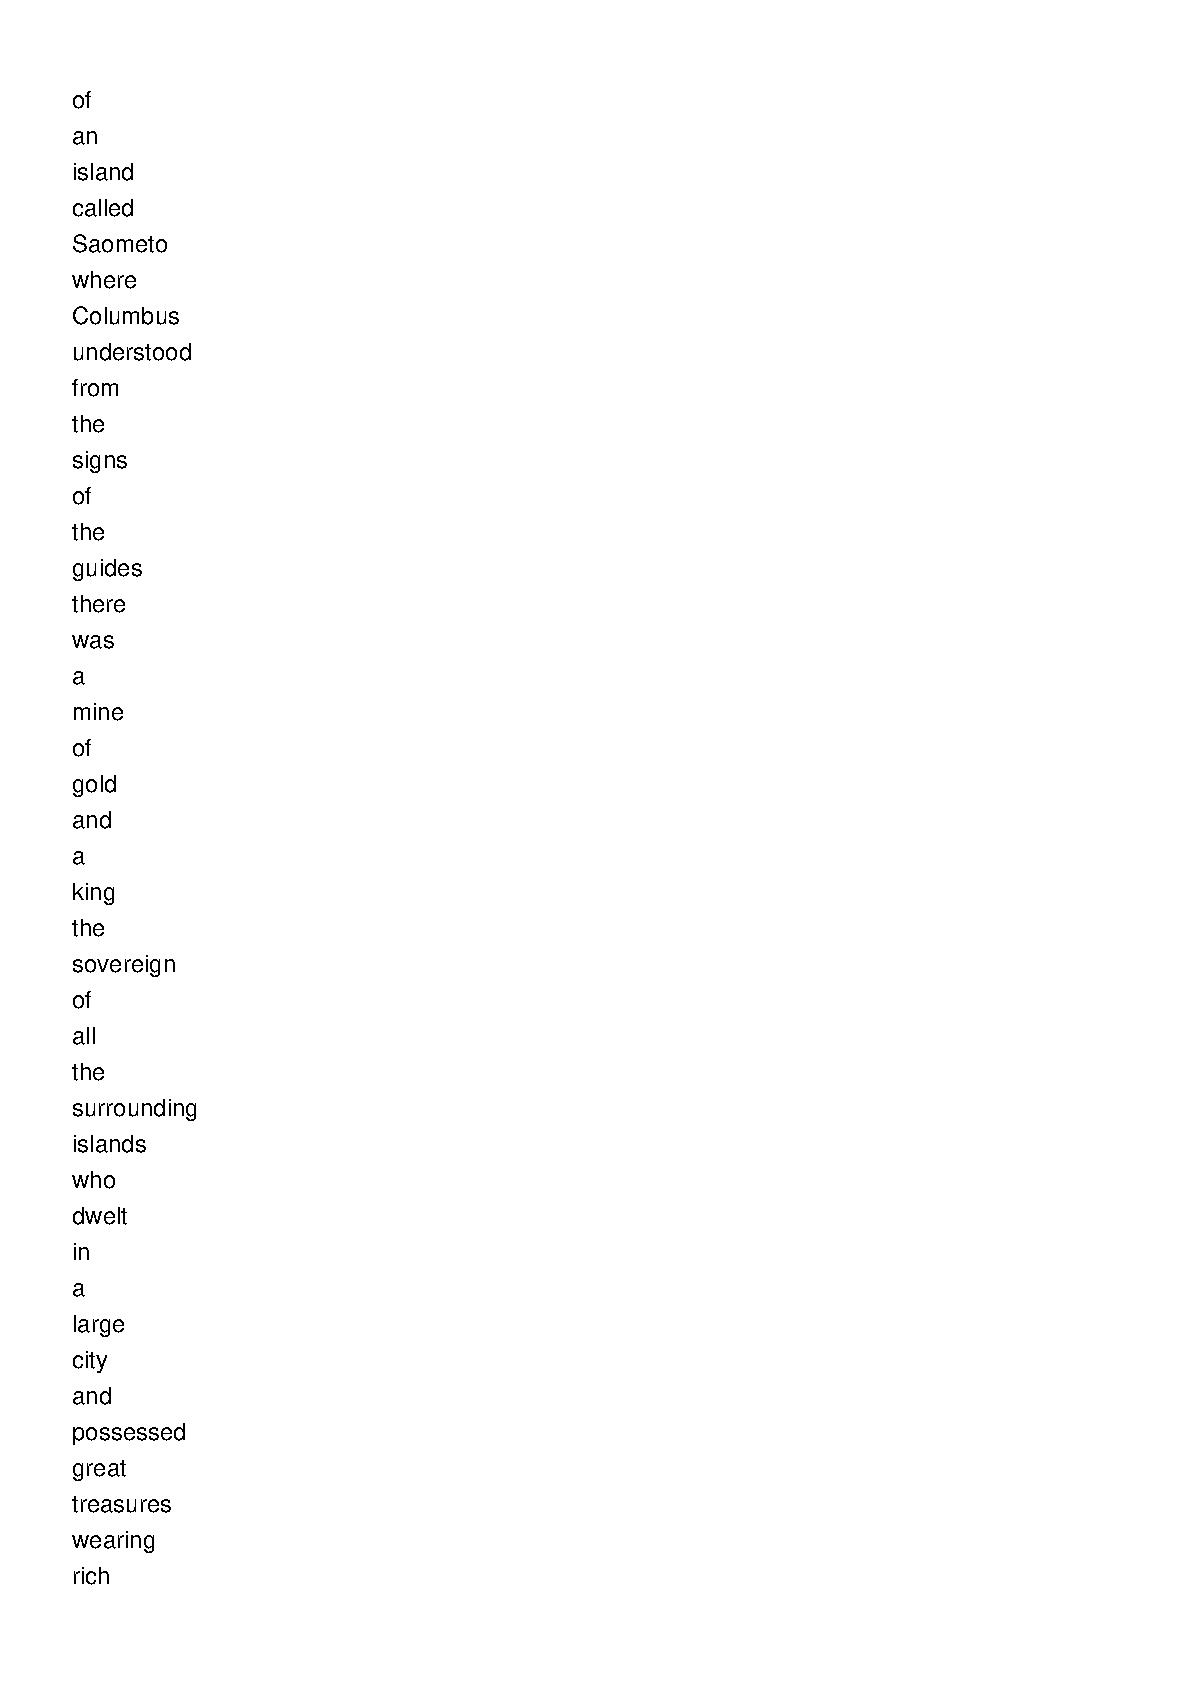 of
an
island
called
Saometo
where
Columbus
understood
from
the
signs
of
the
guides
there
was
a
mine
of
gold
and
a
king
the
sovereign
of
all
the
surrounding
islands
who
dwelt
in
a
large
city
and
possessed
great
treasures
wearing
rich